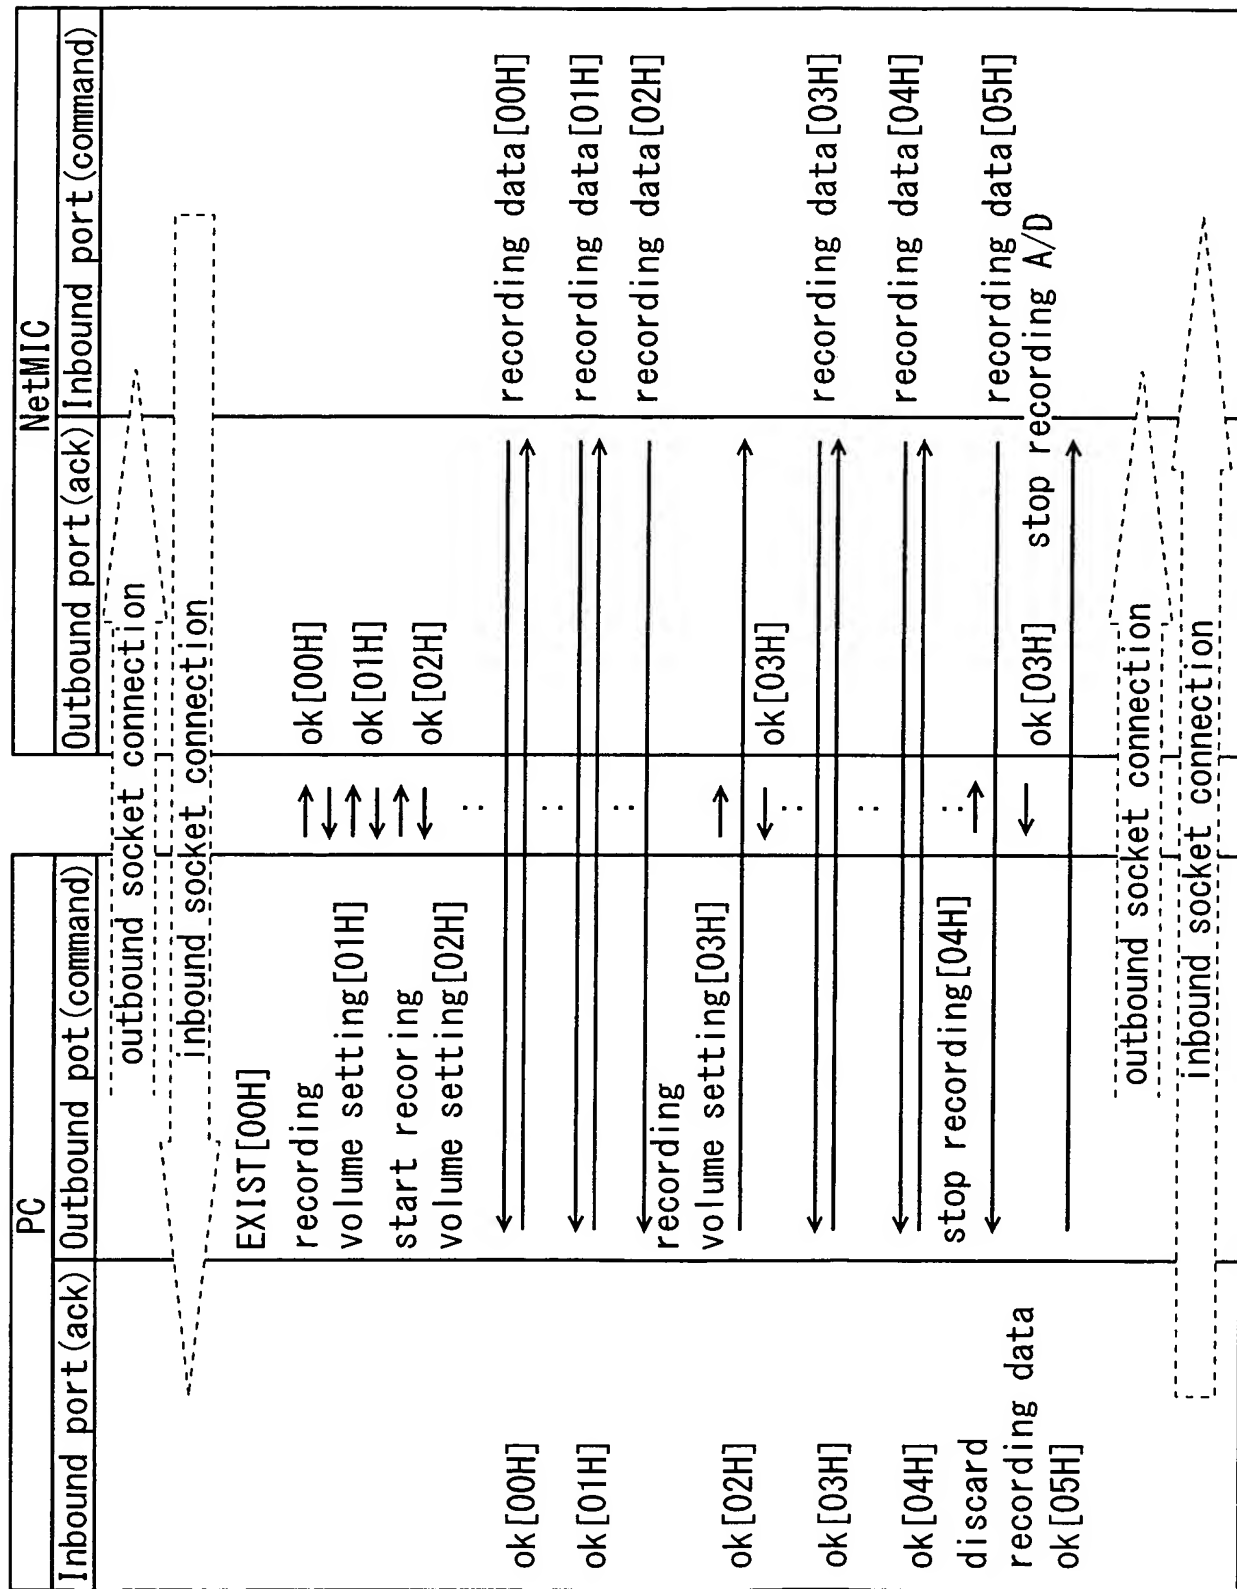 PC
NetMIC
Inbound port(ack)
Outbound pot(command)
Outbound port(ack)
Inbound port(command)
outbound socket connection
inbound socket connection
EXIST[00H]
recording
volume setting[01H]
start recoring
volume setting[02H]
ok[00H]
ok[01H]
ok[02H]
ok[00H]
recording data[00H]
ok[01H]
recording data[01H]
recording data[02H]
recording
volume setting[03H]
ok[02H]
ok[03H]
ok[03H]
recording data[03H]
ok[04H]
recording data[04H]
stop recording[04H]
discard
recording data
recording data[05H]
stop recording A/D
ok[03H]
ok[05H]
outbound socket connection
inbound socket connection